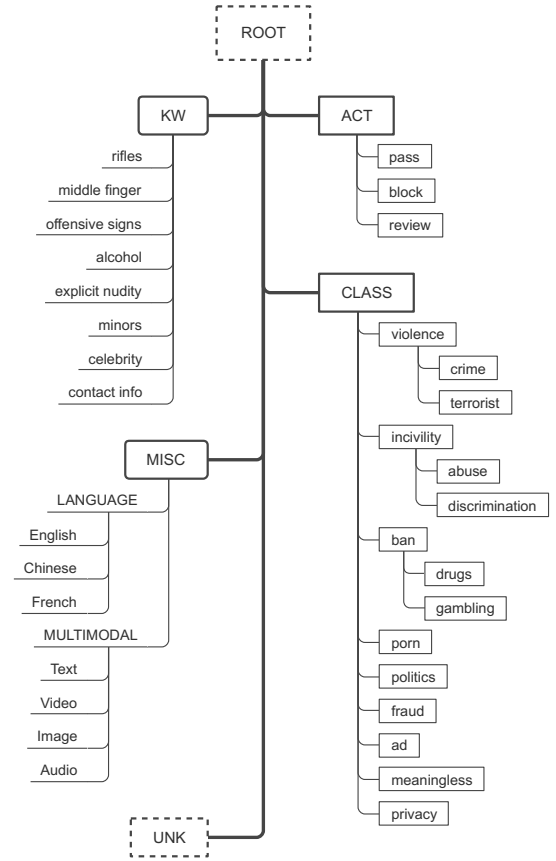 ROOT
KW
rifles
middle finger
offensive signs
alcohol
explicit nudity
minors
celebrity
contact info
ACT
pass
block
review
CLASS
violence
crime
terrorist
incivility
abuse
discrimination
ban
drugs
gambling
porn
politics
fraud
ad
meaningless
privacy
MISC
LANGUAGE
English
Chinese
French
MULTIMODAL
Text
Video
Image
Audio
UNK